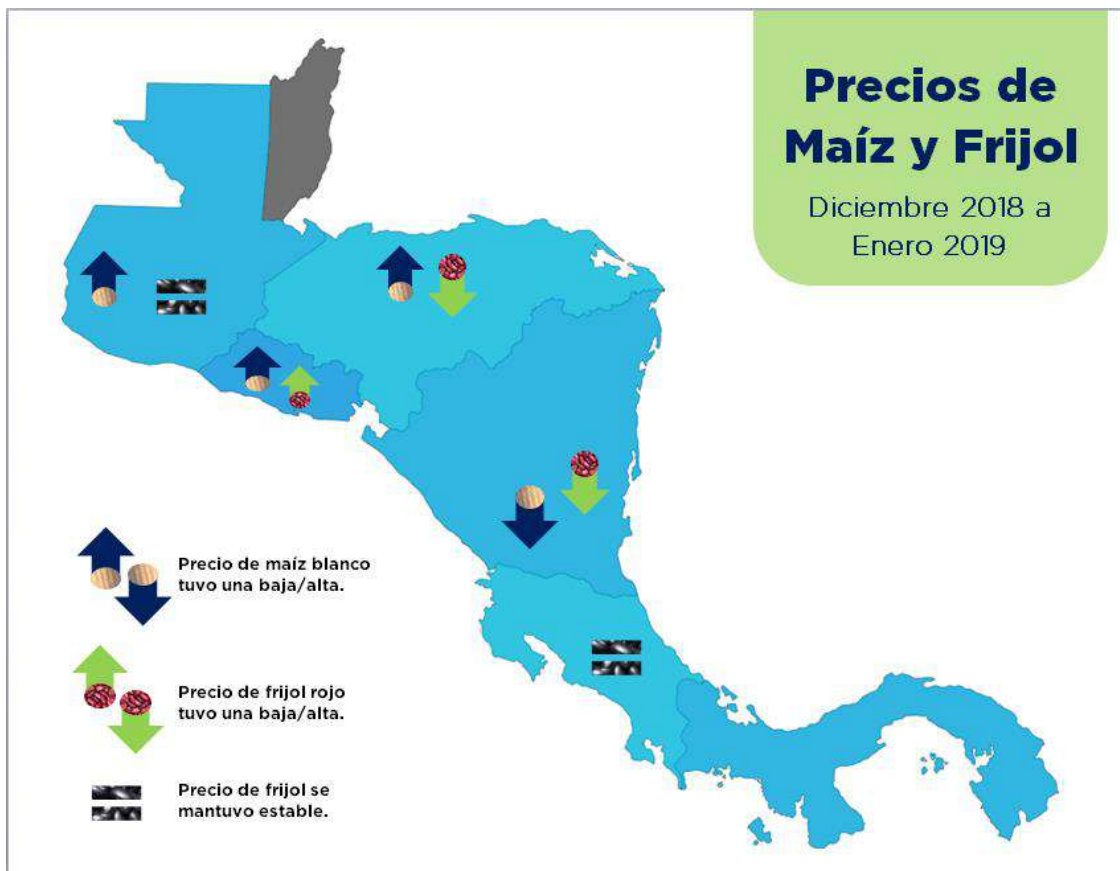 Precios de
Maíz y Frijol
Diciembre 2018 a
Enero 2019
Precio de maíz blanco
tuvo una baja/alta.
Precio de frijol rojo
tuvo una baja/alta.
Precio de frijol se
mantuvo estable.